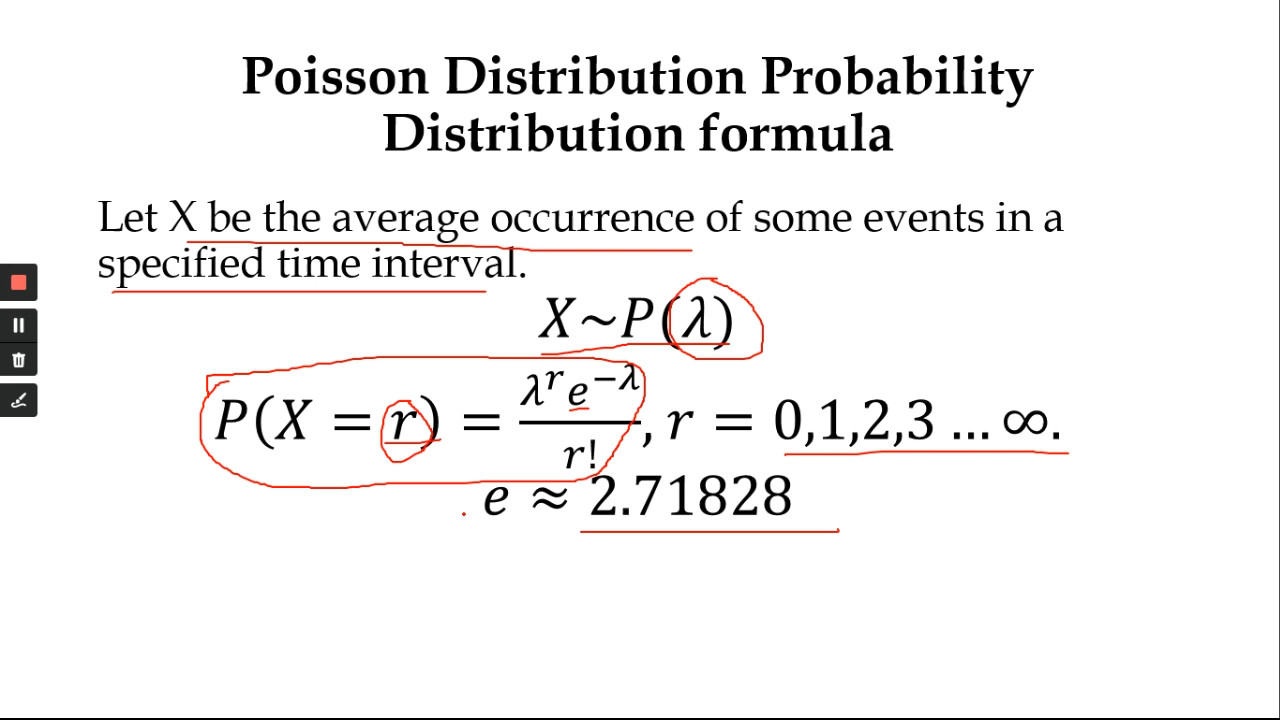 Poisson Distribution Probability
Distribution formula
Let X be the average occurrence of some events in a
specified time interval.
X~P(λ)
P(X = r) = λ^r e^{−λ} / r! , r = 0,1,2,3 … ∞.
e ≈ 2.71828